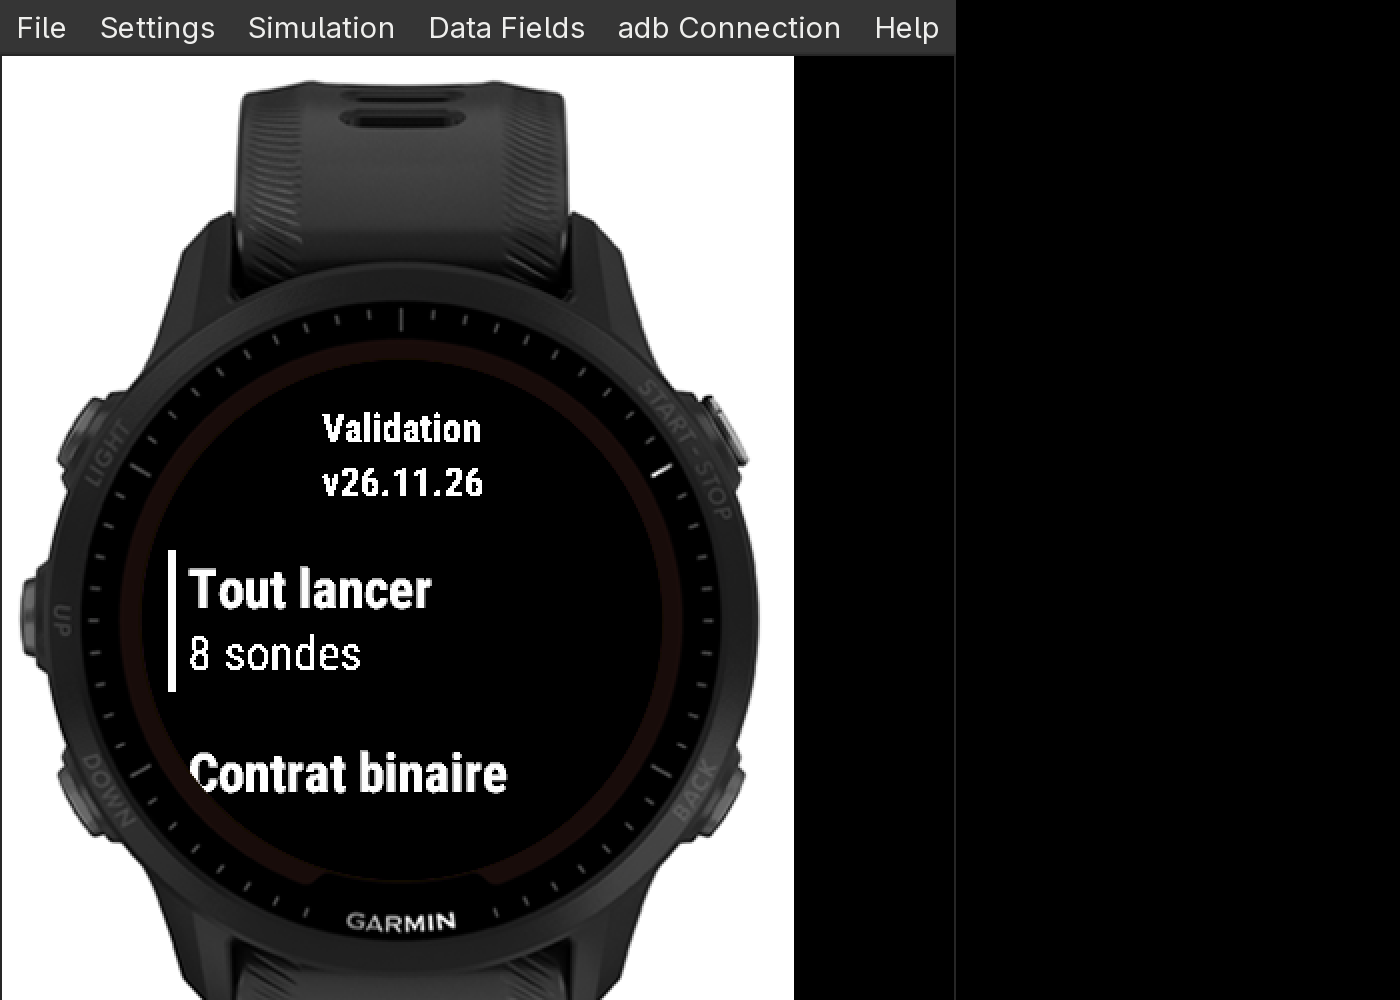 File Settings Simulation Data Fields adb Connection Help
Validation
v26.11.26
Tout lancer
8 sondes
Contrat binaire
LIGHT
START - STOP
UP
DOWN
BACK
GARMIN